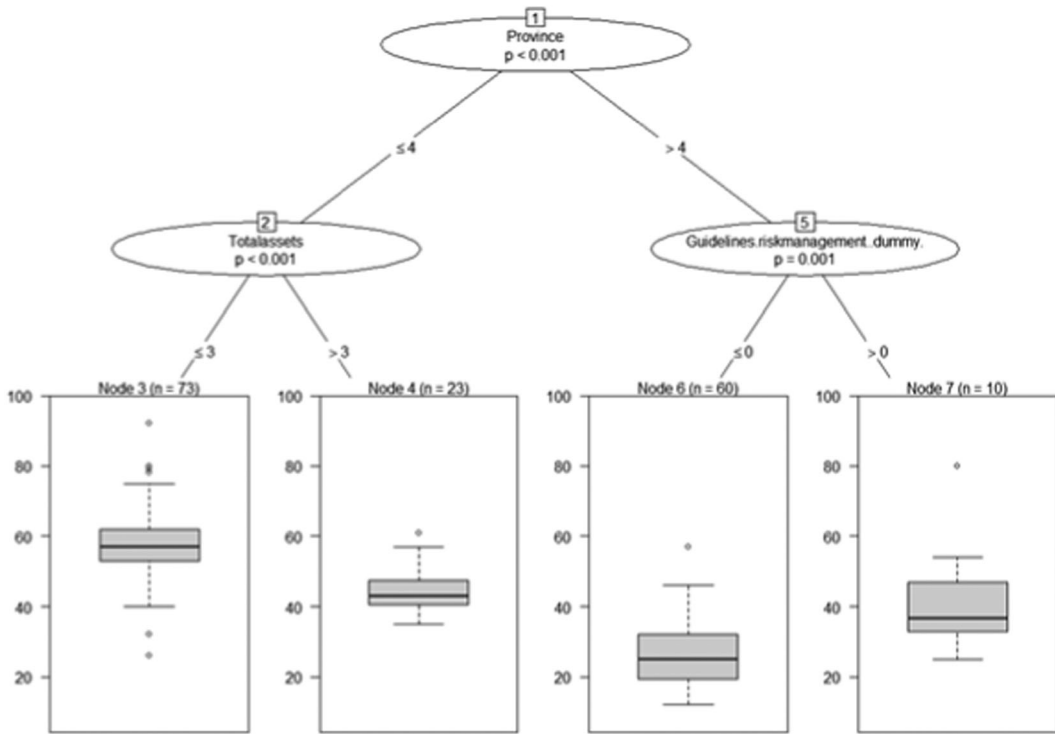 1
Province
p < 0.001
≤ 4
> 4
2
Totalassets
p < 0.001
5
Guidelines.riskmanagement..dummy.
p = 0.001
≤ 3
> 3
≤ 0
> 0
Node 3 (n = 73)
100
80
60
40
20
Node 4 (n = 23)
100
80
60
40
20
Node 6 (n = 60)
100
80
60
40
20
Node 7 (n = 10)
100
80
60
40
20